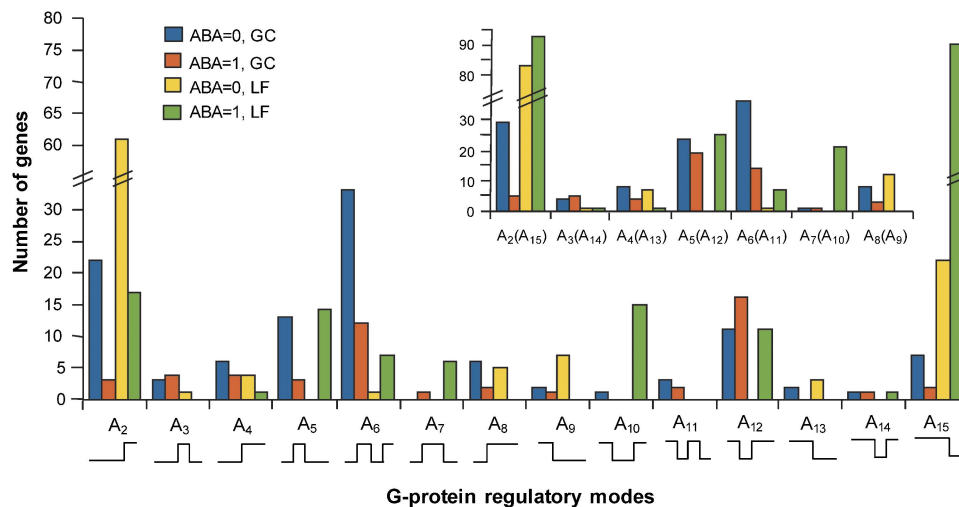 80
75
70
65
60
30
25
20
15
10
5
0
Number of genes
ABA=0, GC
ABA=1, GC
ABA=0, LF
ABA=1, LF
90
80
30
20
10
0
A₂(A₁₅) A₃(A₁₄) A₄(A₁₃) A₅(A₁₂) A₆(A₁₁) A₇(A₁₀) A₈(A₉)
A₂ A₃ A₄ A₅ A₆ A₇ A₈ A₉ A₁₀ A₁₁ A₁₂ A₁₃ A₁₄ A₁₅
G-protein regulatory modes